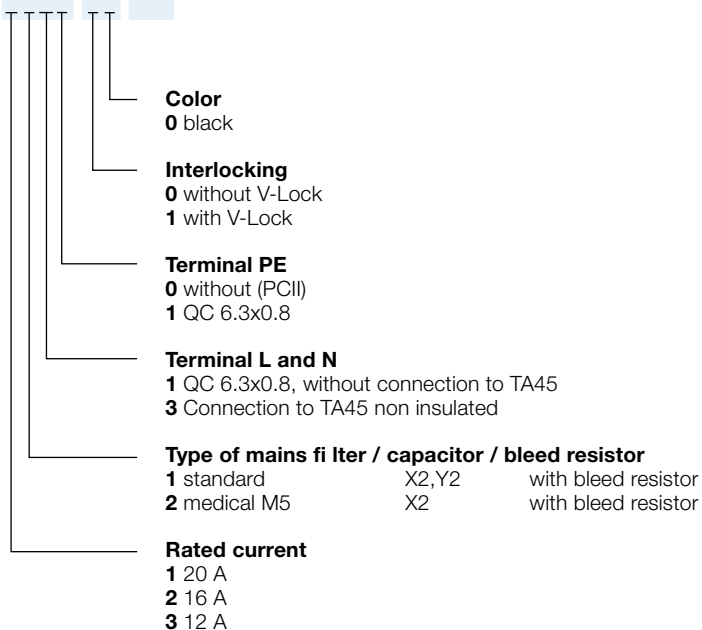 Color
0 black
Interlocking
0 without V-Lock
1 with V-Lock
Terminal PE
0 without (PCII)
1 QC 6.3x0.8
Terminal L and N
1 QC 6.3x0.8, without connection to TA45
3 Connection to TA45 non insulated
Type of mains fi lter / capacitor / bleed resistor
1 standard X2,Y2 with bleed resistor
2 medical M5 X2 with bleed resistor
Rated current
1 20 A
2 16 A
3 12 A